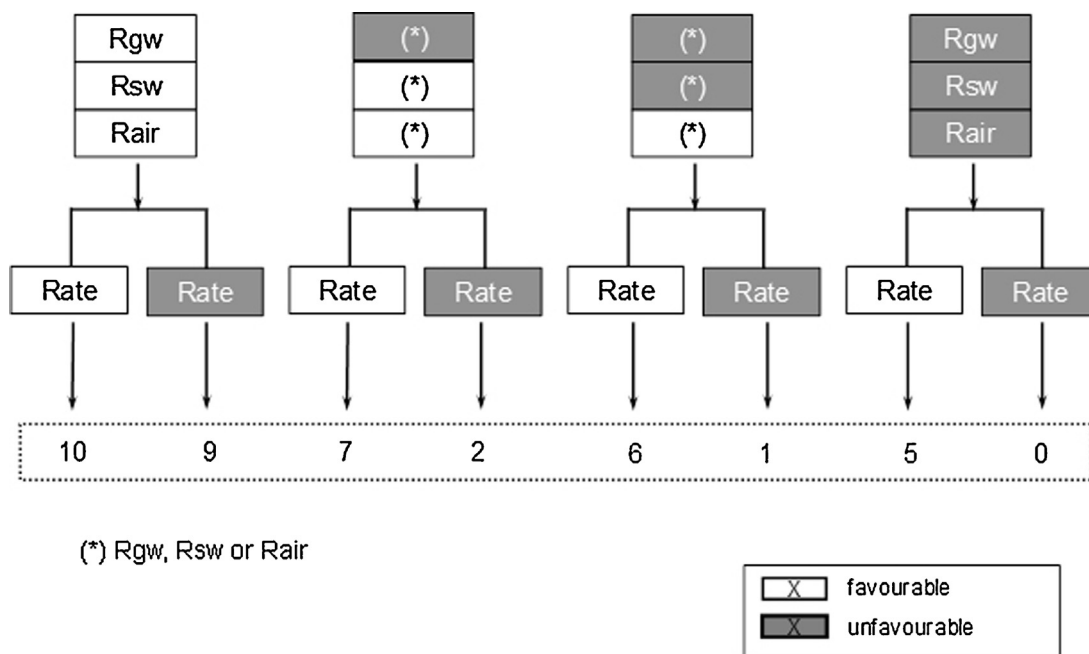 Rgw (*) (*) Rgw
Rsw (*) (*) Rsw
Rair (*) (*) Rair
Rate Rate Rate Rate Rate Rate Rate Rate
10 9 7 2 6 1 5 0
(*) Rgw, Rsw or Rair
X favourable
X unfavourable